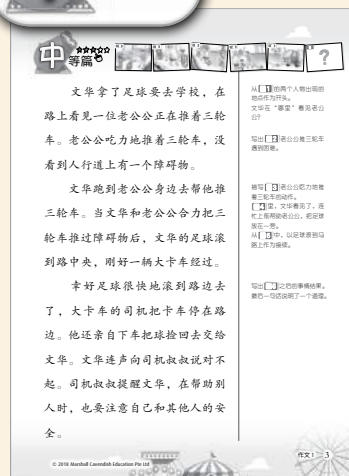 中等篇
?
文华拿了足球要去学校，在
路上看见一位老公公正在推着三轮
车。老公公吃力地推着三轮车，没
看到人行道上有一个障碍物。
文华跑到老公公身边去帮他推
三轮车。当文华和老公公合力把三
轮车推过障碍物后，文华的足球滚
到路中央，刚好一辆大卡车经过。
幸好足球很快地滚到路边去
了，大卡车的司机把卡车停在路
边。他还亲自下车把球捡回去交给
文华。文华连声向司机叔叔说对不
起。司机叔叔提醒文华，在帮助别
人时，也要注意自己和其他人的安
全。
从[图1]的两个人物出现的
地点作为开头。
文华在“哪里”看见老公
公？
写出[图2]老公公推三轮车
遇到困难。
描写[图3]老公公吃力地推
着三轮车的动作。
里，文华看见了，连
忙上前帮助老公公，把足球
放在一旁。
中，以足球滚到马
路上作为接续。
之后的事情结果。
最后一句话说明了一个道理。
© 2018 Marshall Cavendish Education Pte Ltd
作文1 3